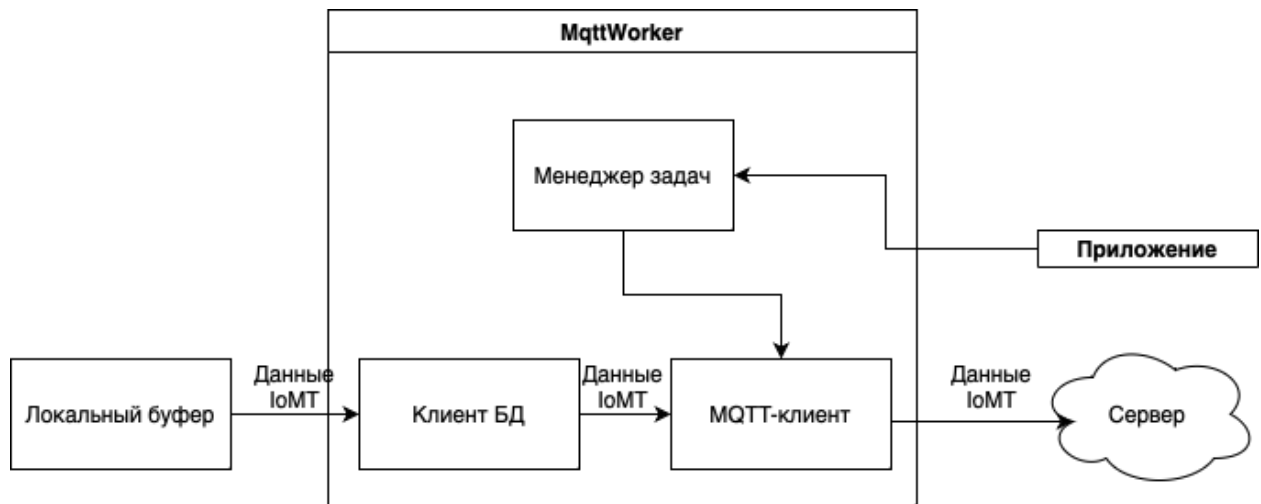 MqttWorker
Менеджер задач
Приложение
Локальный буфер
Данные
IoMT
Клиент БД
Данные
IoMT
MQTT-клиент
Данные
IoMT
Сервер